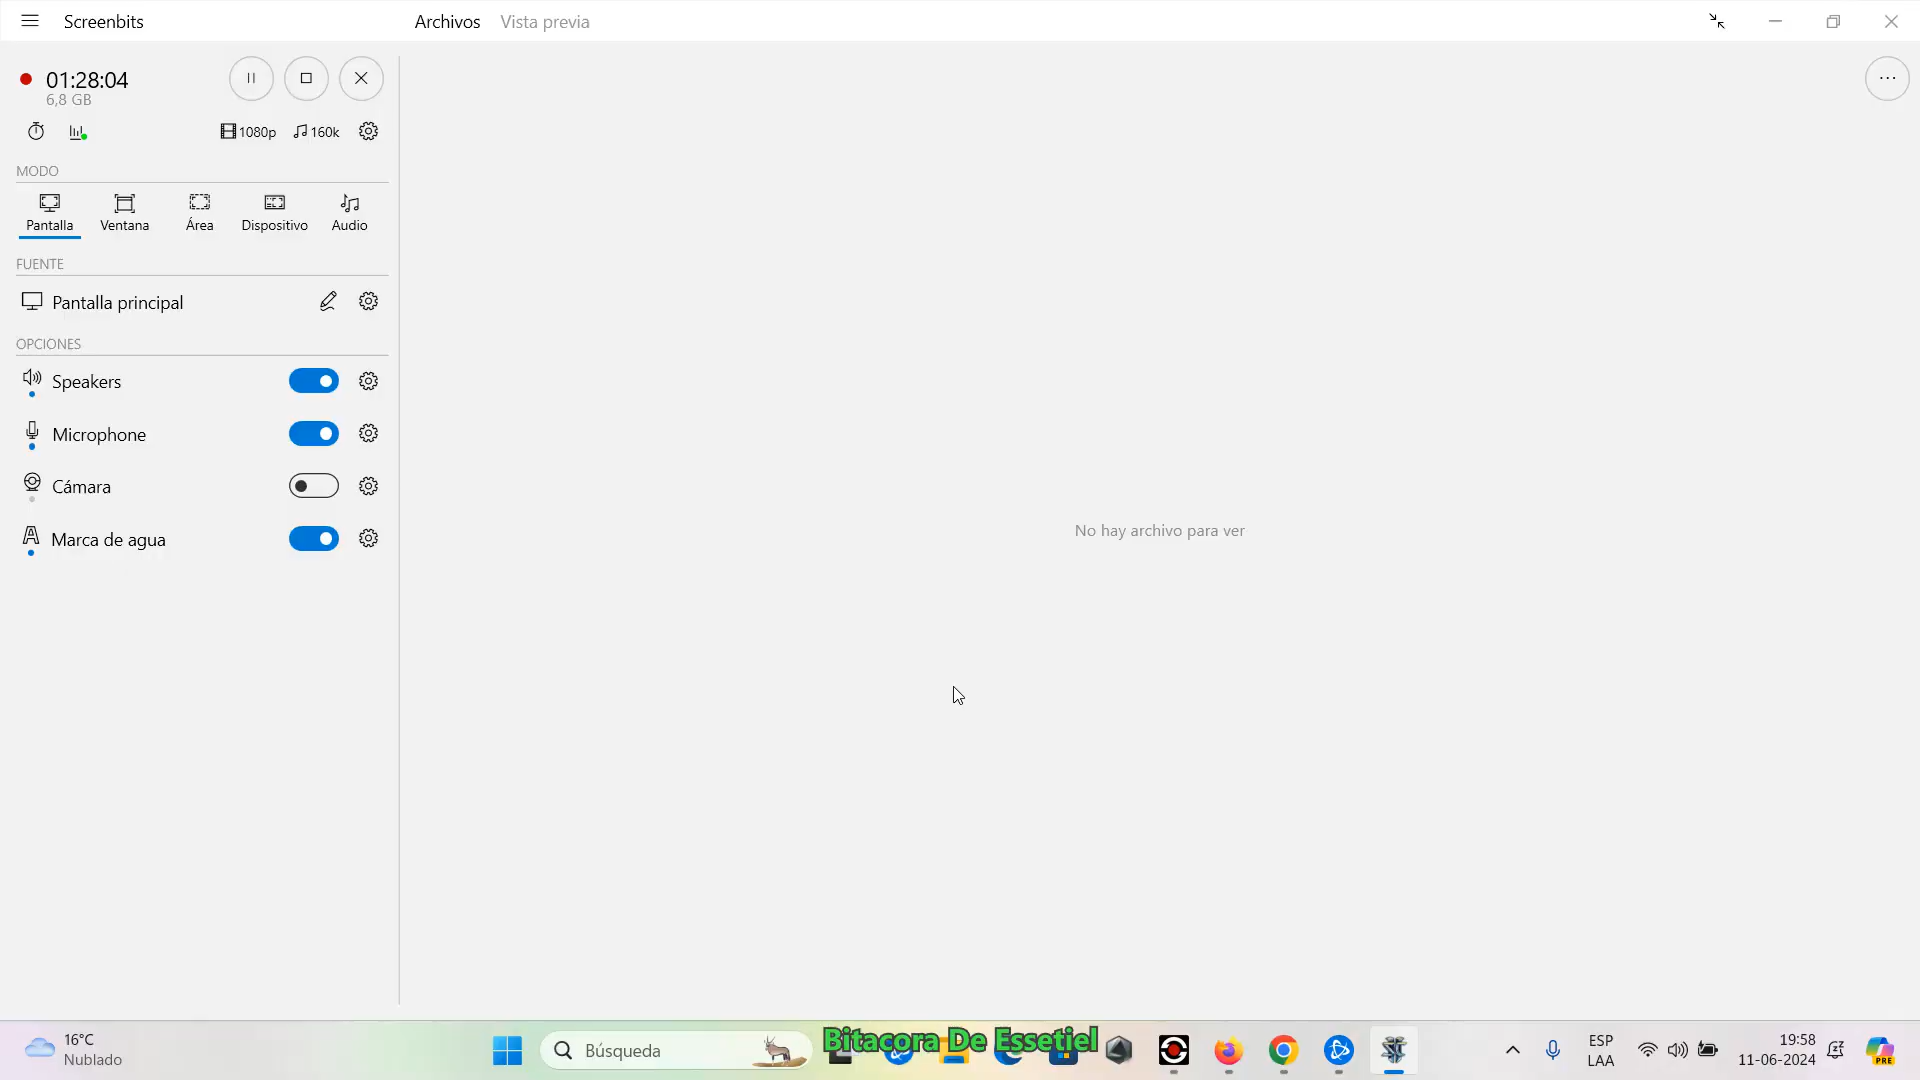 Screenbits
Archivos Vista previa
01:28:04
6,8 GB
1080p 160k
MODO
Pantalla Ventana Área Dispositivo Audio
FUENTE
Pantalla principal
OPCIONES
Speakers
Microphone
Cámara
Marca de agua
No hay archivo para ver
16°C
Nublado
Búsqueda
Bitacora De Essetiel
ESP
LAA
19:58
11-06-2024
PRE